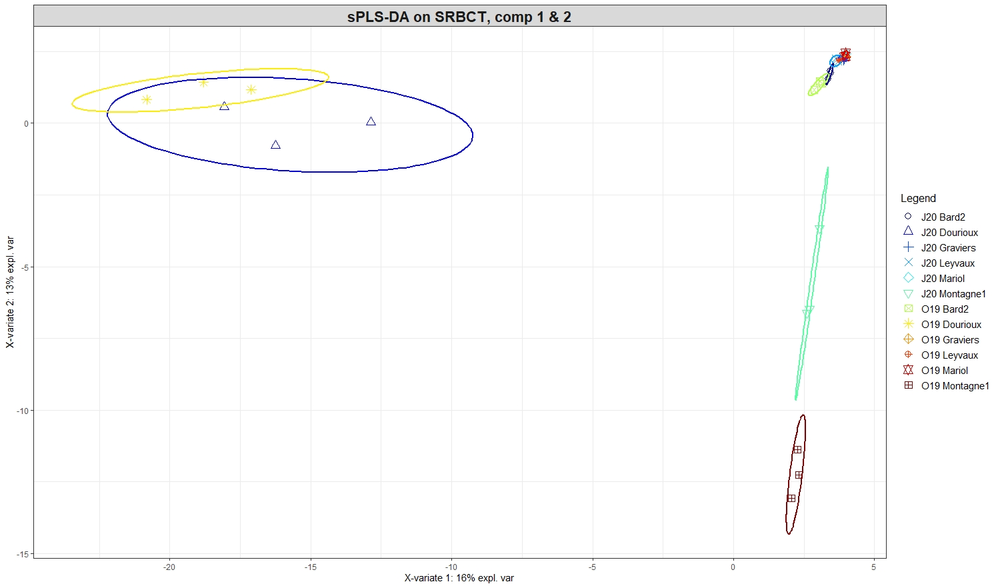 sPLS-DA on SRBCT, comp 1 & 2
0
-5
-10
-15
X-variate 2: 13% expl. var
-20
-15
-10
-5
0
5
X-variate 1: 16% expl. var
Legend
J20 Bard2
J20 Dourioux
J20 Graviers
J20 Leyvaux
J20 Mariol
J20 Montagne1
O19 Bard2
O19 Dourioux
O19 Graviers
O19 Leyvaux
O19 Mariol
O19 Montagne1